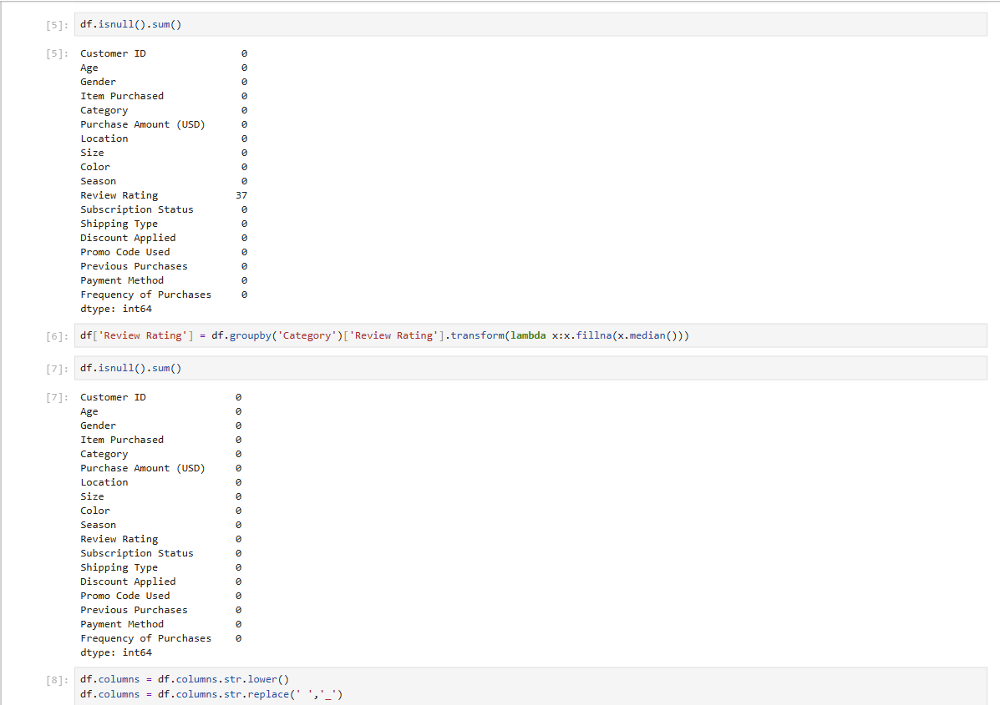 [5]: df.isnull().sum()
[5]: Customer ID 0
Age 0
Gender 0
Item Purchased 0
Category 0
Purchase Amount (USD) 0
Location 0
Size 0
Color 0
Season 0
Review Rating 37
Subscription Status 0
Shipping Type 0
Discount Applied 0
Promo Code Used 0
Previous Purchases 0
Payment Method 0
Frequency of Purchases 0
dtype: int64
[6]: df['Review Rating'] = df.groupby('Category')['Review Rating'].transform(lambda x:x.fillna(x.median()))
[7]: df.isnull().sum()
[7]: Customer ID 0
Age 0
Gender 0
Item Purchased 0
Category 0
Purchase Amount (USD) 0
Location 0
Size 0
Color 0
Season 0
Review Rating 0
Subscription Status 0
Shipping Type 0
Discount Applied 0
Promo Code Used 0
Previous Purchases 0
Payment Method 0
Frequency of Purchases 0
dtype: int64
[8]: df.columns = df.columns.str.lower()
df.columns = df.columns.str.replace(' ','_')